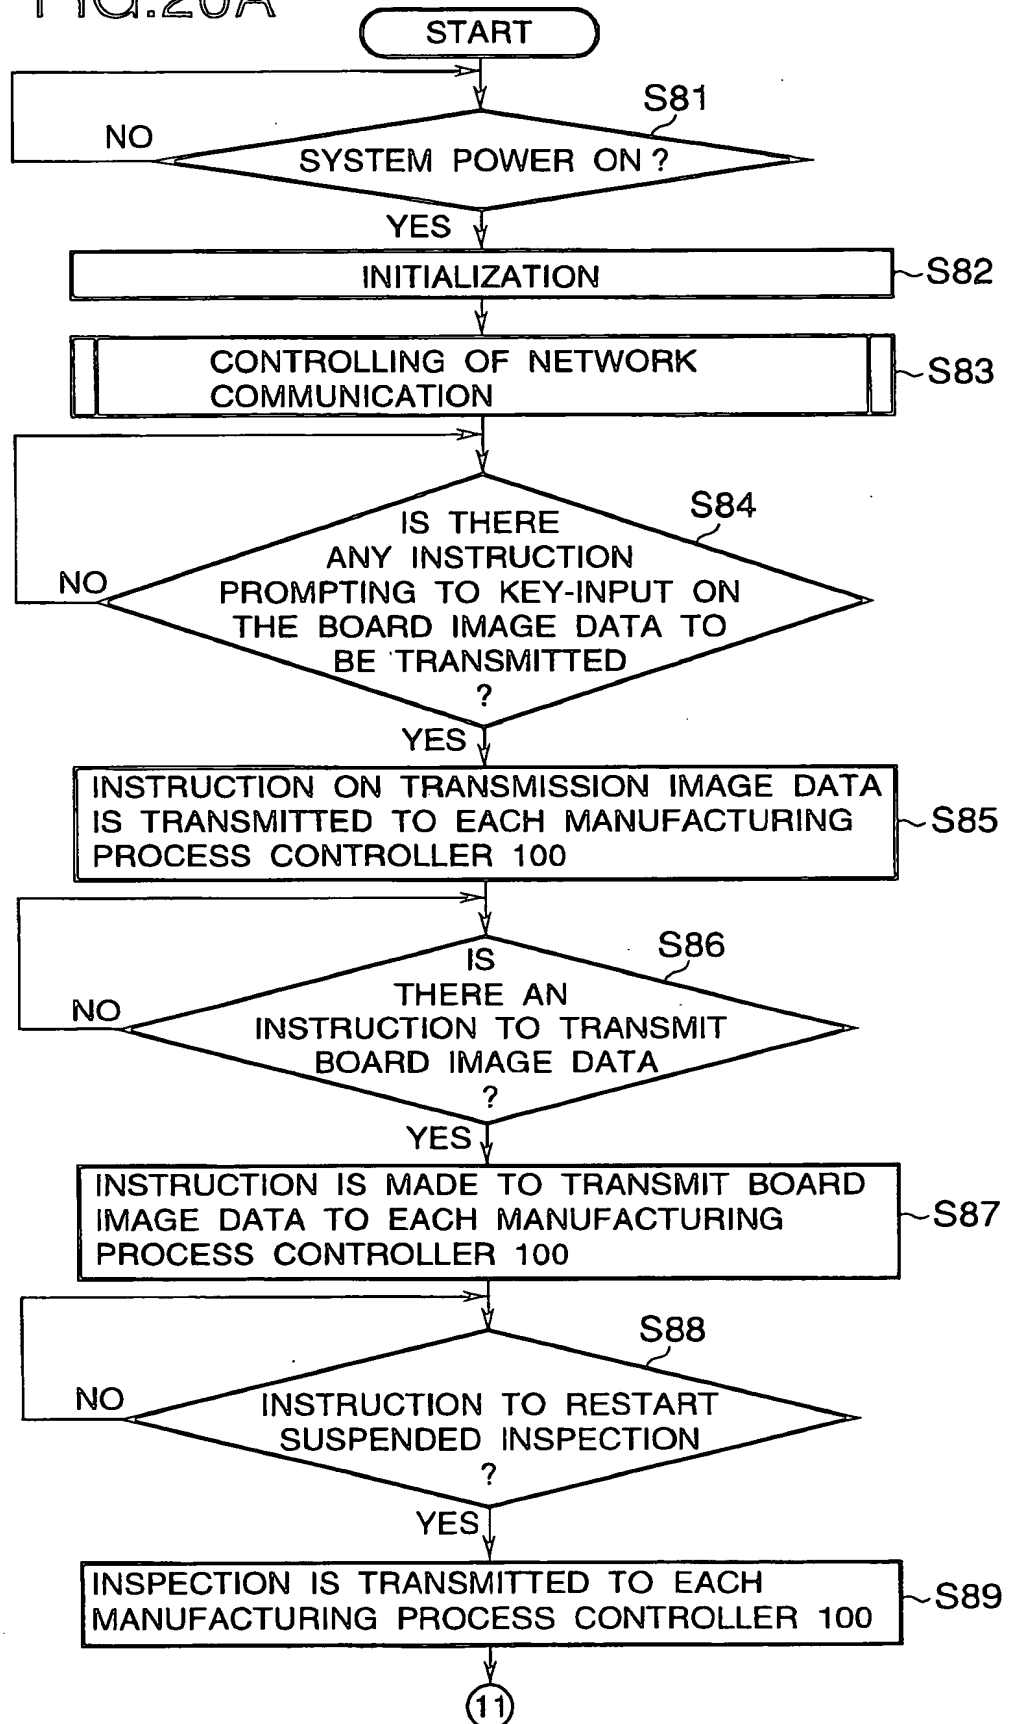 FIG.20A
START
S81
NO
SYSTEM POWER ON ?
YES
INITIALIZATION
S82
CONTROLLING OF NETWORK
COMMUNICATION
S83
S84
IS THERE
ANY INSTRUCTION
NO
PROMPTING TO KEY-INPUT ON
THE BOARD IMAGE DATA TO
BE TRANSMITTED
?
YES
INSTRUCTION ON TRANSMISSION IMAGE DATA
IS TRANSMITTED TO EACH MANUFACTURING
PROCESS CONTROLLER 100
S85
S86
IS
THERE AN
NO
INSTRUCTION TO TRANSMIT
BOARD IMAGE DATA
?
YES
INSTRUCTION IS MADE TO TRANSMIT BOARD
IMAGE DATA TO EACH MANUFACTURING
PROCESS CONTROLLER 100
S87
S88
NO
INSTRUCTION TO RESTART
SUSPENDED INSPECTION
?
YES
INSPECTION IS TRANSMITTED TO EACH
MANUFACTURING PROCESS CONTROLLER 100
S89
11